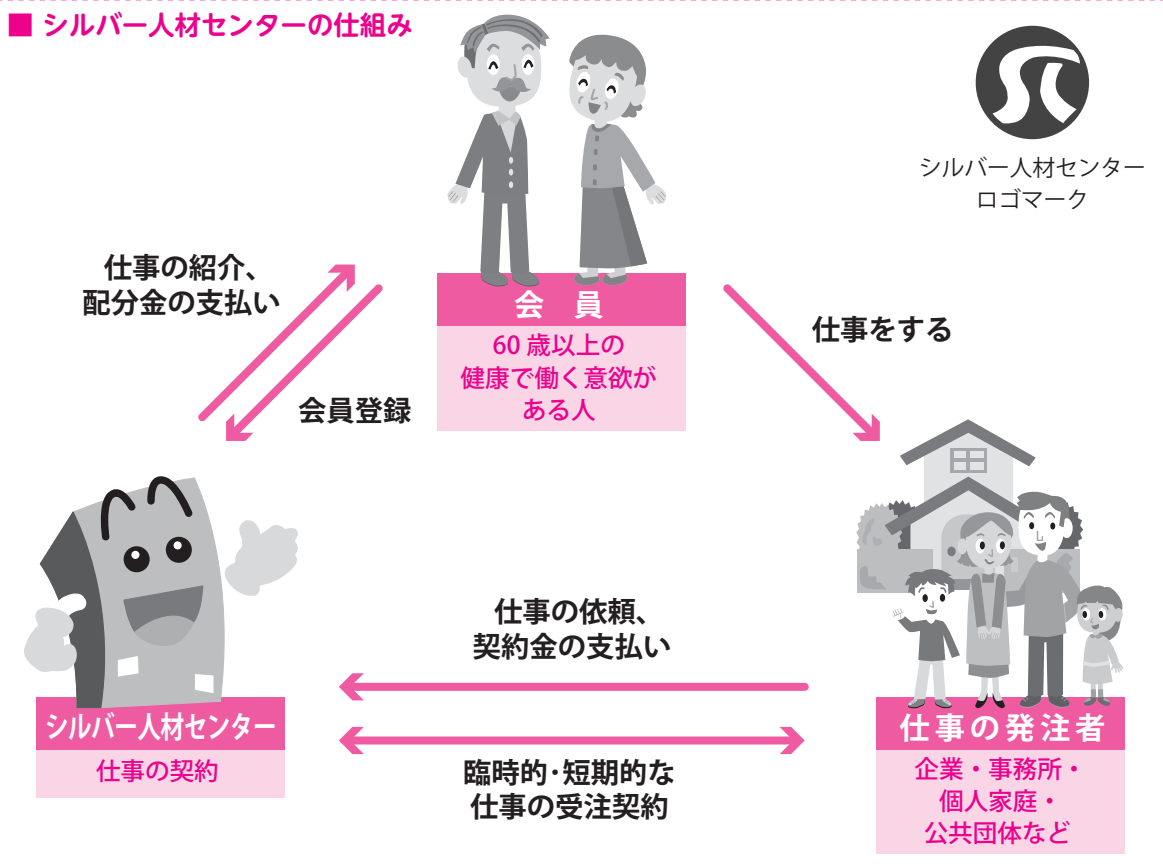 ■ シルバー人材センターの仕組み
シルバー人材センター
ロゴマーク
仕事の紹介、
配分金の支払い
会員登録
会 員
60 歳以上の
健康で働く意欲が
ある人
仕事をする
仕事の依頼、
契約金の支払い
臨時的・短期的な
仕事の受注契約
シルバー人材センター
仕事の契約
仕事の発注者
企業・事務所・
個人家庭・
公共団体など